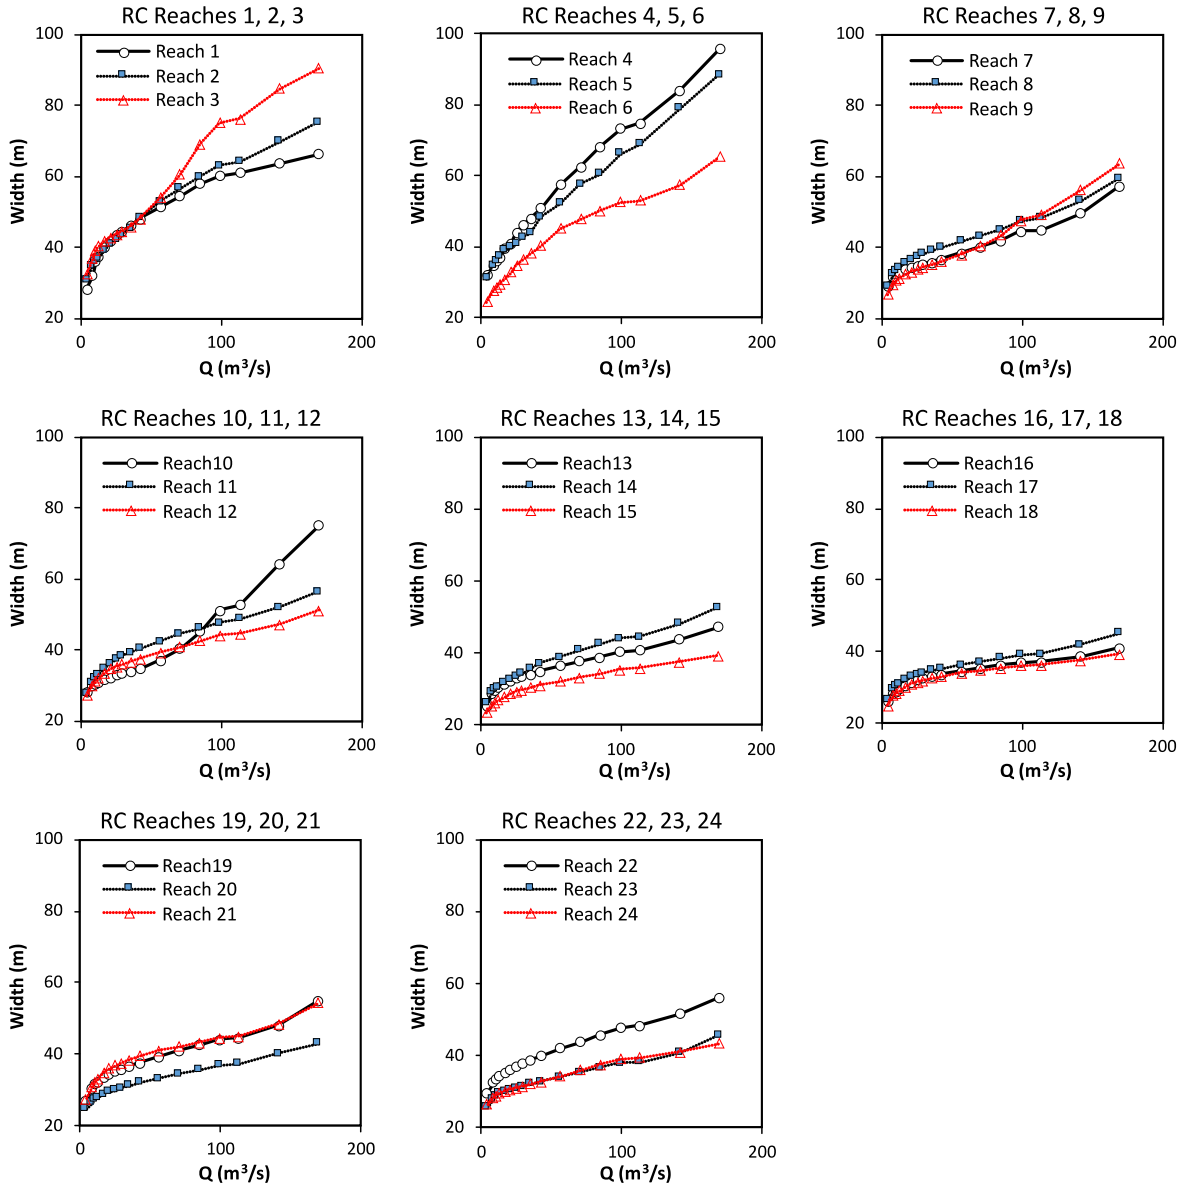 RC Reaches 1, 2, 3
100
80
60
40
20
0
100
200
Width (m)
Q (m³/s)
Reach 1
Reach 2
Reach 3
RC Reaches 4, 5, 6
100
80
60
40
20
0
100
200
Width (m)
Q (m³/s)
Reach 4
Reach 5
Reach 6
RC Reaches 7, 8, 9
100
80
60
40
20
0
100
200
Width (m)
Q (m³/s)
Reach 7
Reach 8
Reach 9
RC Reaches 10, 11, 12
100
80
60
40
20
0
100
200
Width (m)
Q (m³/s)
Reach10
Reach 11
Reach 12
RC Reaches 13, 14, 15
100
80
60
40
20
0
100
200
Width (m)
Q (m³/s)
Reach13
Reach 14
Reach 15
RC Reaches 16, 17, 18
100
80
60
40
20
0
100
200
Width (m)
Q (m³/s)
Reach16
Reach 17
Reach 18
RC Reaches 19, 20, 21
100
80
60
40
20
0
100
200
Width (m)
Q (m³/s)
Reach19
Reach 20
Reach 21
RC Reaches 22, 23, 24
100
80
60
40
20
0
100
200
Width (m)
Q (m³/s)
Reach 22
Reach 23
Reach 24